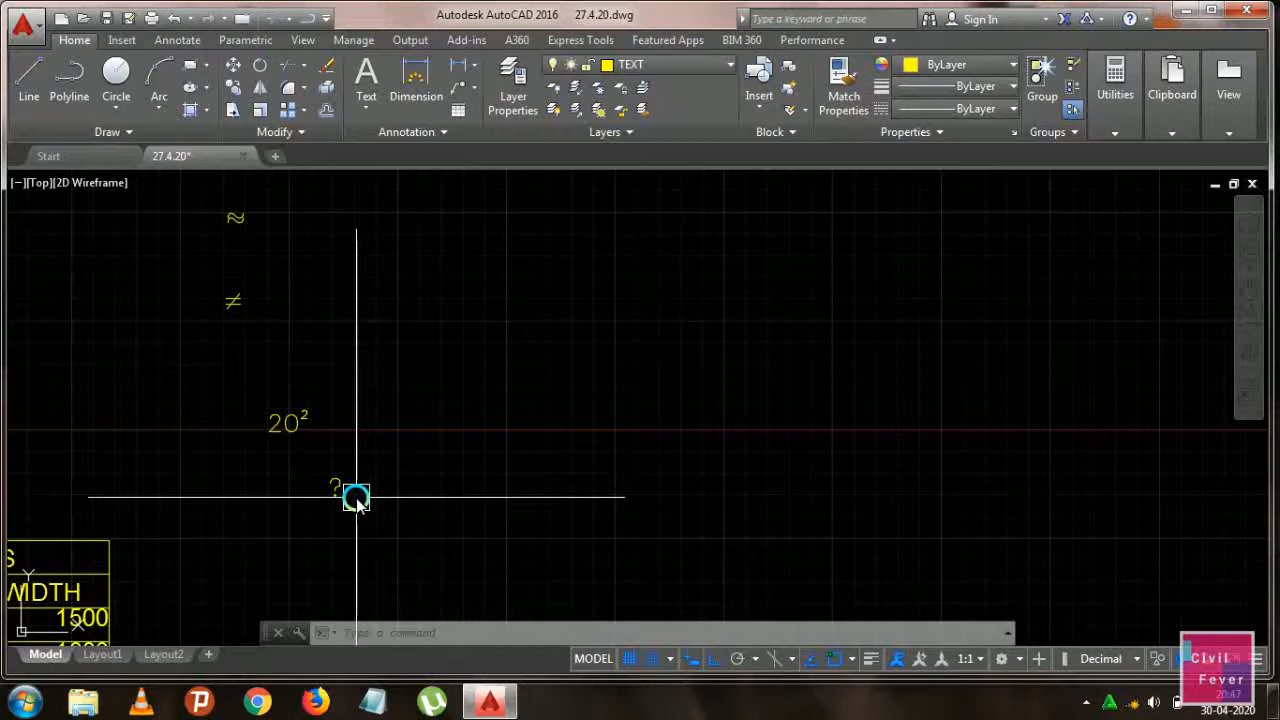 Autodesk AutoCAD 2016 27.4.20.dwg
Type a keyword or phrase
Sign In
Home Insert Annotate Parametric View Manage Output Add-ins A360 Express Tools Featured Apps BIM 360 Performance
Line Polyline Circle Arc
Text Dimension
Layer Properties
TEXT
Insert
Match Properties
ByLayer
ByLayer
ByLayer
Group
Utilities
Clipboard
View
Draw Modify Annotation Layers Block Properties Groups
Start 27.4.20*
[−][Top][2D Wireframe]
≈
≠
20²
?
S
WIDTH
Y
1500
X
Type a command
Model Layout1 Layout2
MODEL
1:1
Decimal
Civil
Fever
20:47
30-04-2020